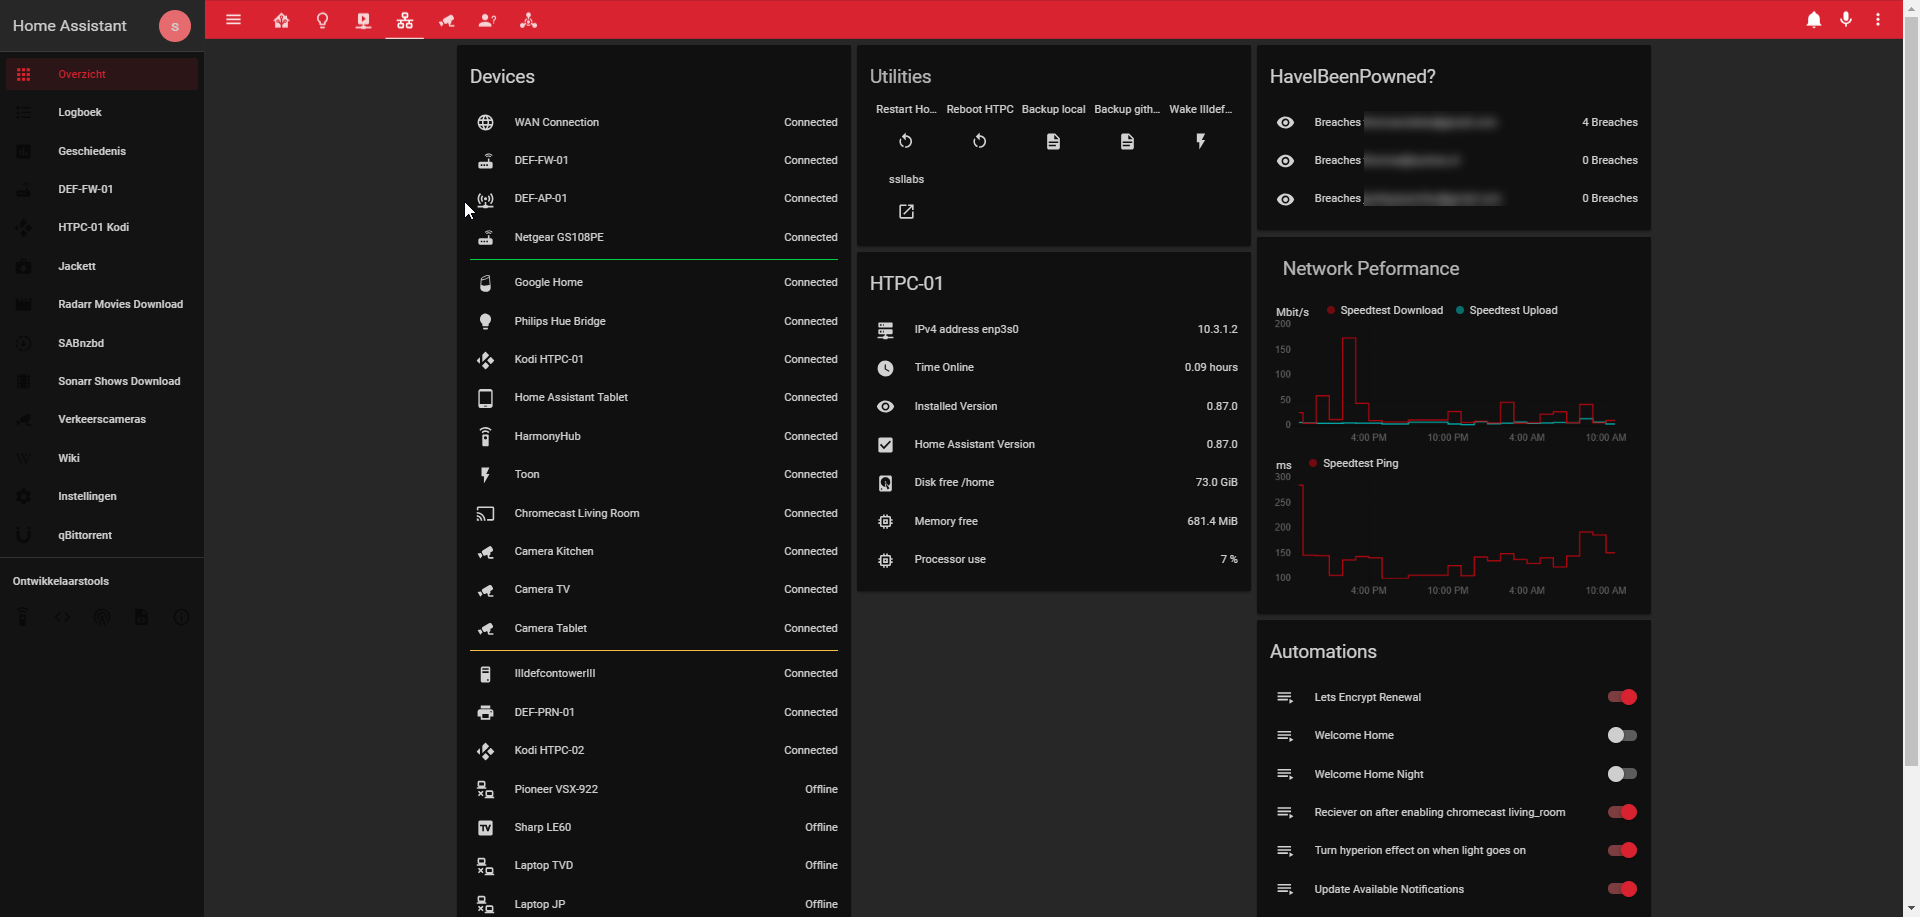 Home Assistant
S
Overzicht
Logboek
Geschiedenis
DEF-FW-01
HTPC-01 Kodi
Jackett
Radarr Movies Download
SABnzbd
Sonarr Shows Download
Verkeerscameras
Wiki
Instellingen
qBittorrent
Ontwikkelaarstools
Devices
WAN Connection Connected
DEF-FW-01 Connected
DEF-AP-01 Connected
Netgear GS108PE Connected
Google Home Connected
Philips Hue Bridge Connected
Kodi HTPC-01 Connected
Home Assistant Tablet Connected
HarmonyHub Connected
Toon Connected
Chromecast Living Room Connected
Camera Kitchen Connected
Camera TV Connected
Camera Tablet Connected
IlIdefcontowerIlI Connected
DEF-PRN-01 Connected
Kodi HTPC-02 Connected
Pioneer VSX-922 Offline
TV Sharp LE60 Offline
Laptop TVD Offline
Laptop JP Offline
Utilities
Restart Ho... Reboot HTPC Backup local Backup gith... Wake IlIdef...
ssllabs
HTPC-01
IPv4 address enp3s0 10.3.1.2
Time Online 0.09 hours
Installed Version 0.87.0
Home Assistant Version 0.87.0
Disk free /home 73.0 GiB
Memory free 681.4 MiB
Processor use 7 %
HaveIBeenPowned?
Breaches 4 Breaches
Breaches 0 Breaches
Breaches 0 Breaches
Network Peformance
Mbit/s Speedtest Download Speedtest Upload
200
150
100
50
0
4:00 PM 10:00 PM 4:00 AM 10:00 AM
ms Speedtest Ping
300
250
200
150
100
4:00 PM 10:00 PM 4:00 AM 10:00 AM
Automations
Lets Encrypt Renewal
Welcome Home
Welcome Home Night
Reciever on after enabling chromecast living_room
Turn hyperion effect on when light goes on
Update Available Notifications